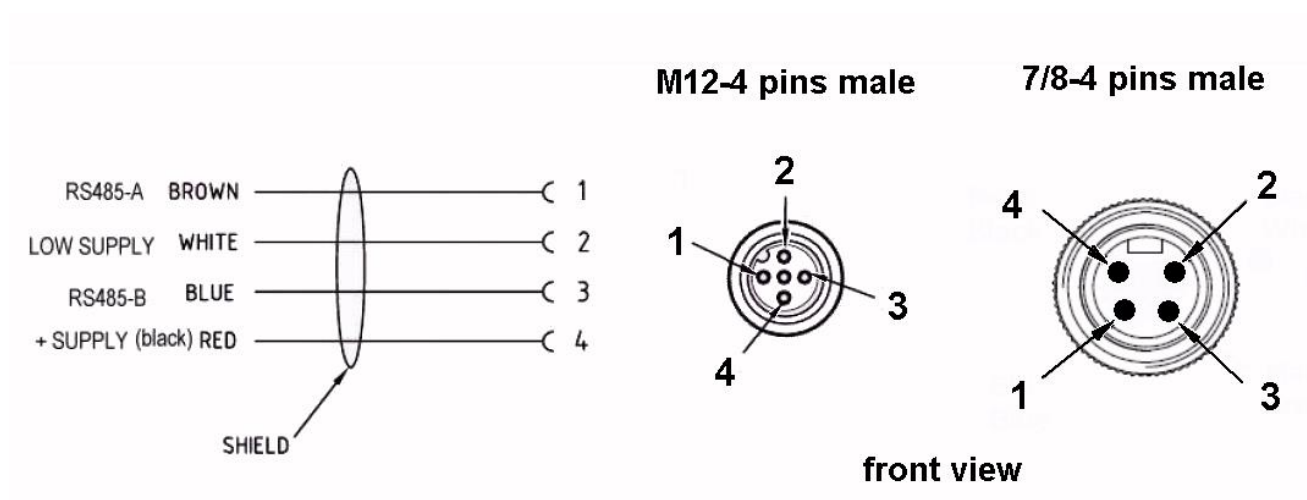 M12-4 pins male
7/8-4 pins male
RS485-A BROWN 1
LOW SUPPLY WHITE 2
RS485-B BLUE 3
+ SUPPLY (black) RED 4
SHIELD
2
1
3
4
4
2
1
3
front view